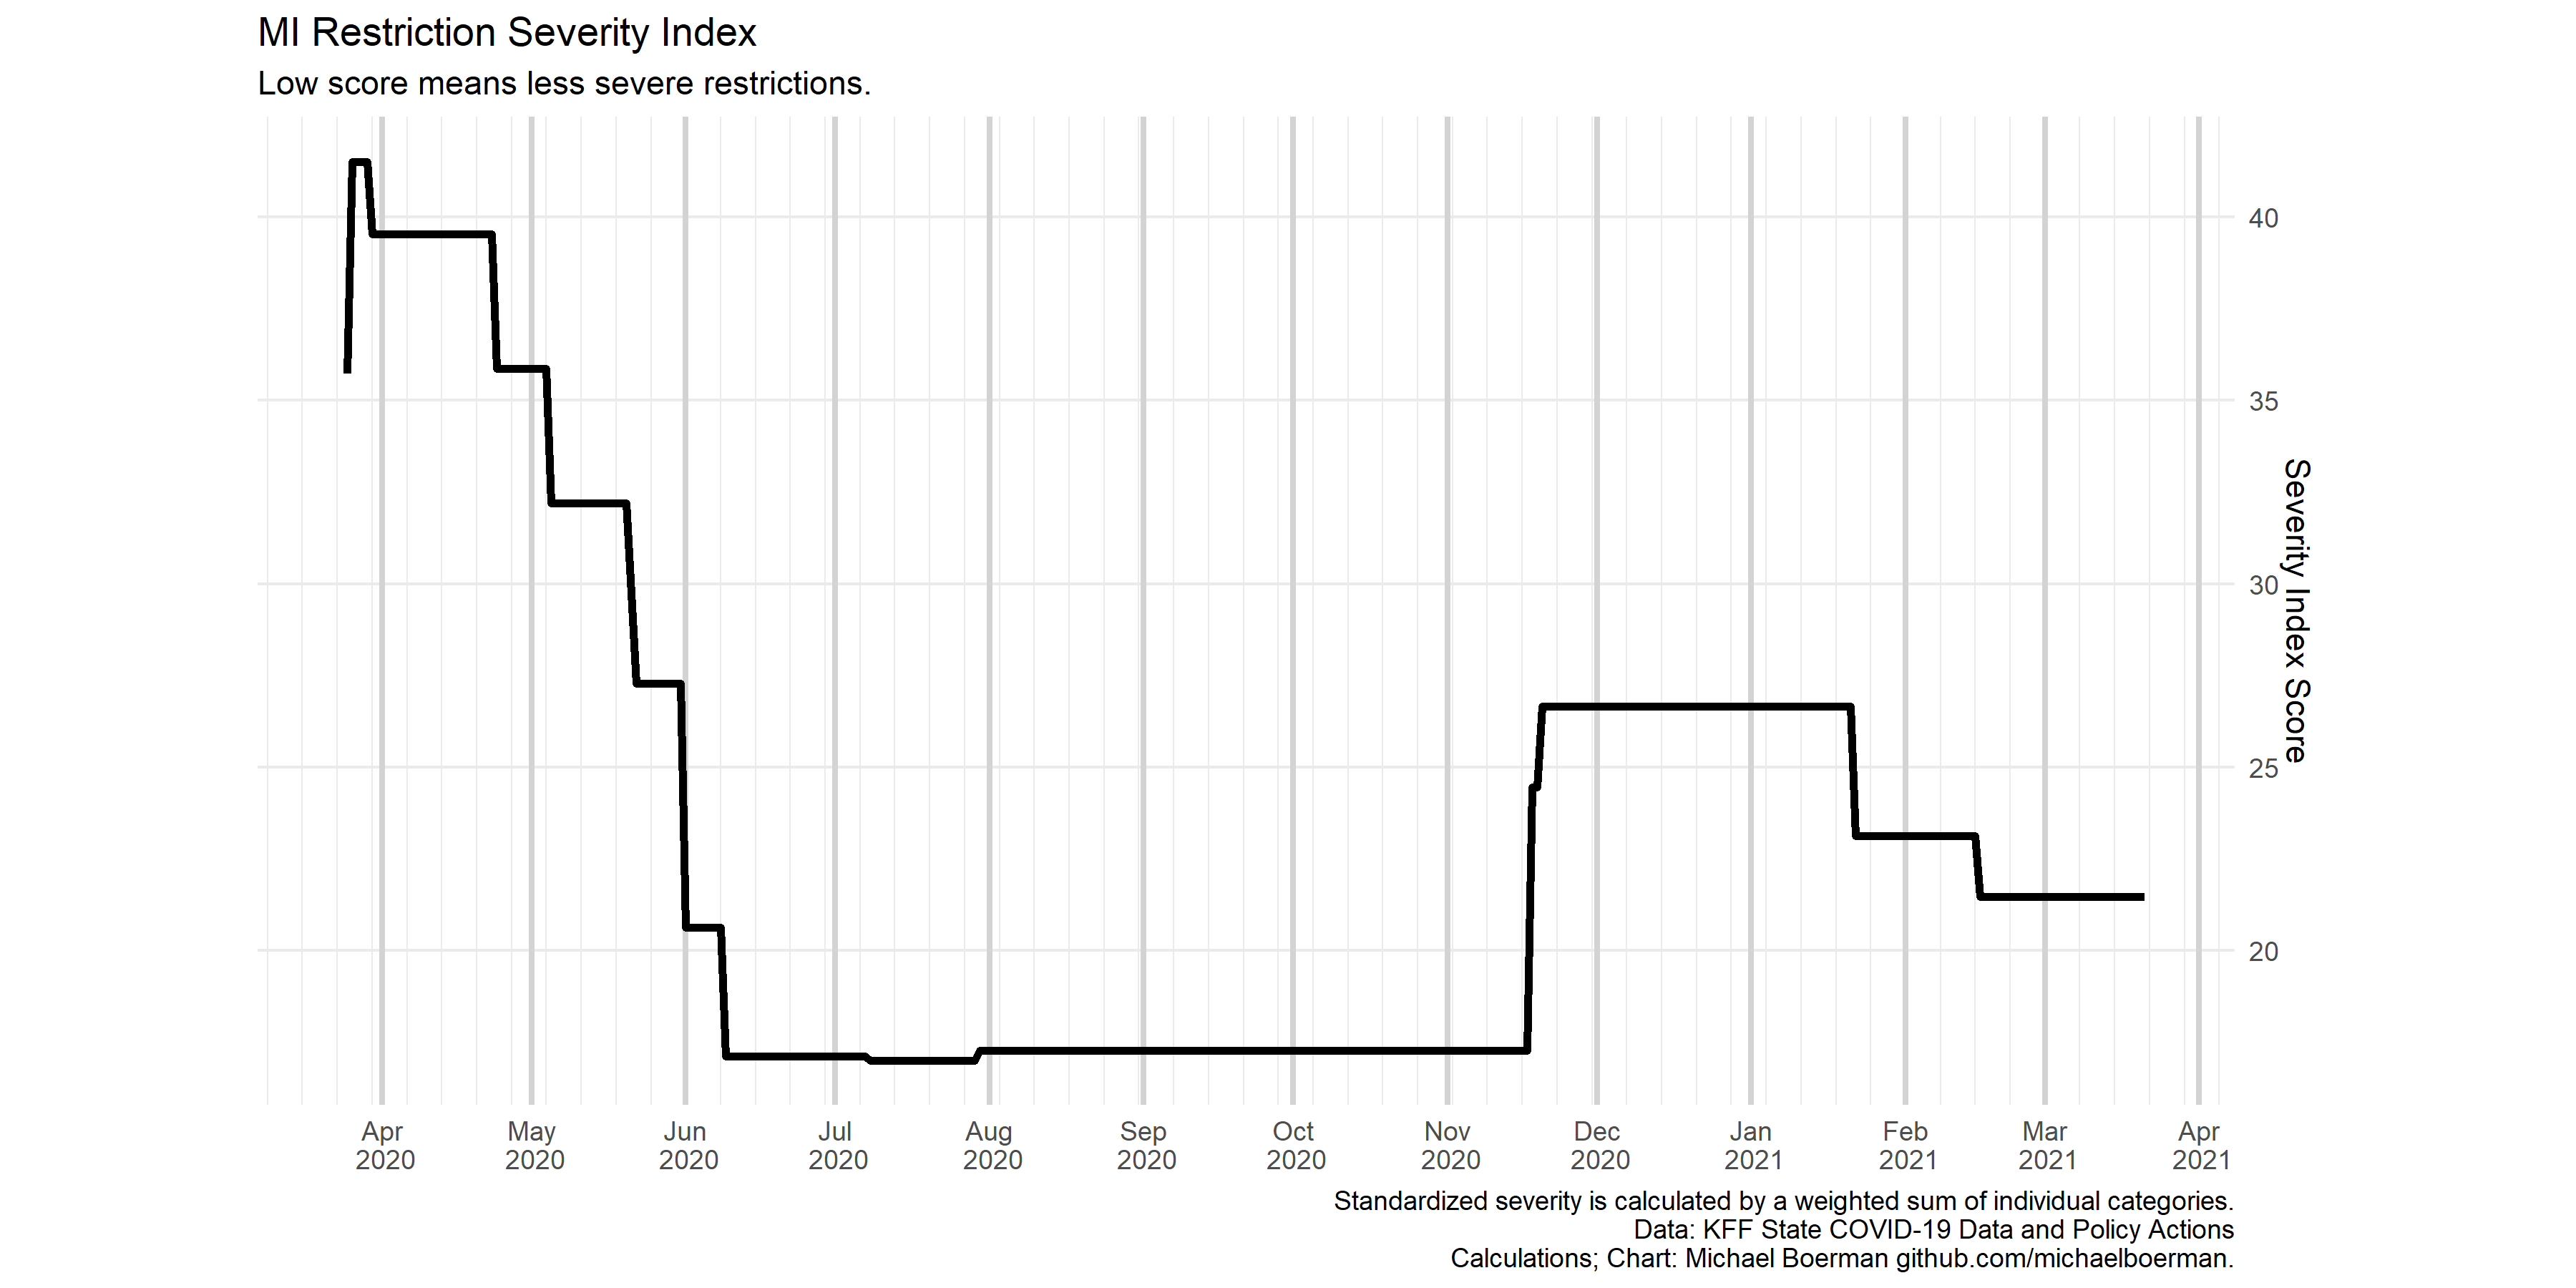 MI Restriction Severity Index
Low score means less severe restrictions.
40
35
30
25
20
Severity Index Score
Apr 2020
May 2020
Jun 2020
Jul 2020
Aug 2020
Sep 2020
Oct 2020
Nov 2020
Dec 2020
Jan 2021
Feb 2021
Mar 2021
Apr 2021
Standardized severity is calculated by a weighted sum of individual categories.
Data: KFF State COVID-19 Data and Policy Actions
Calculations; Chart: Michael Boerman github.com/michaelboerman.